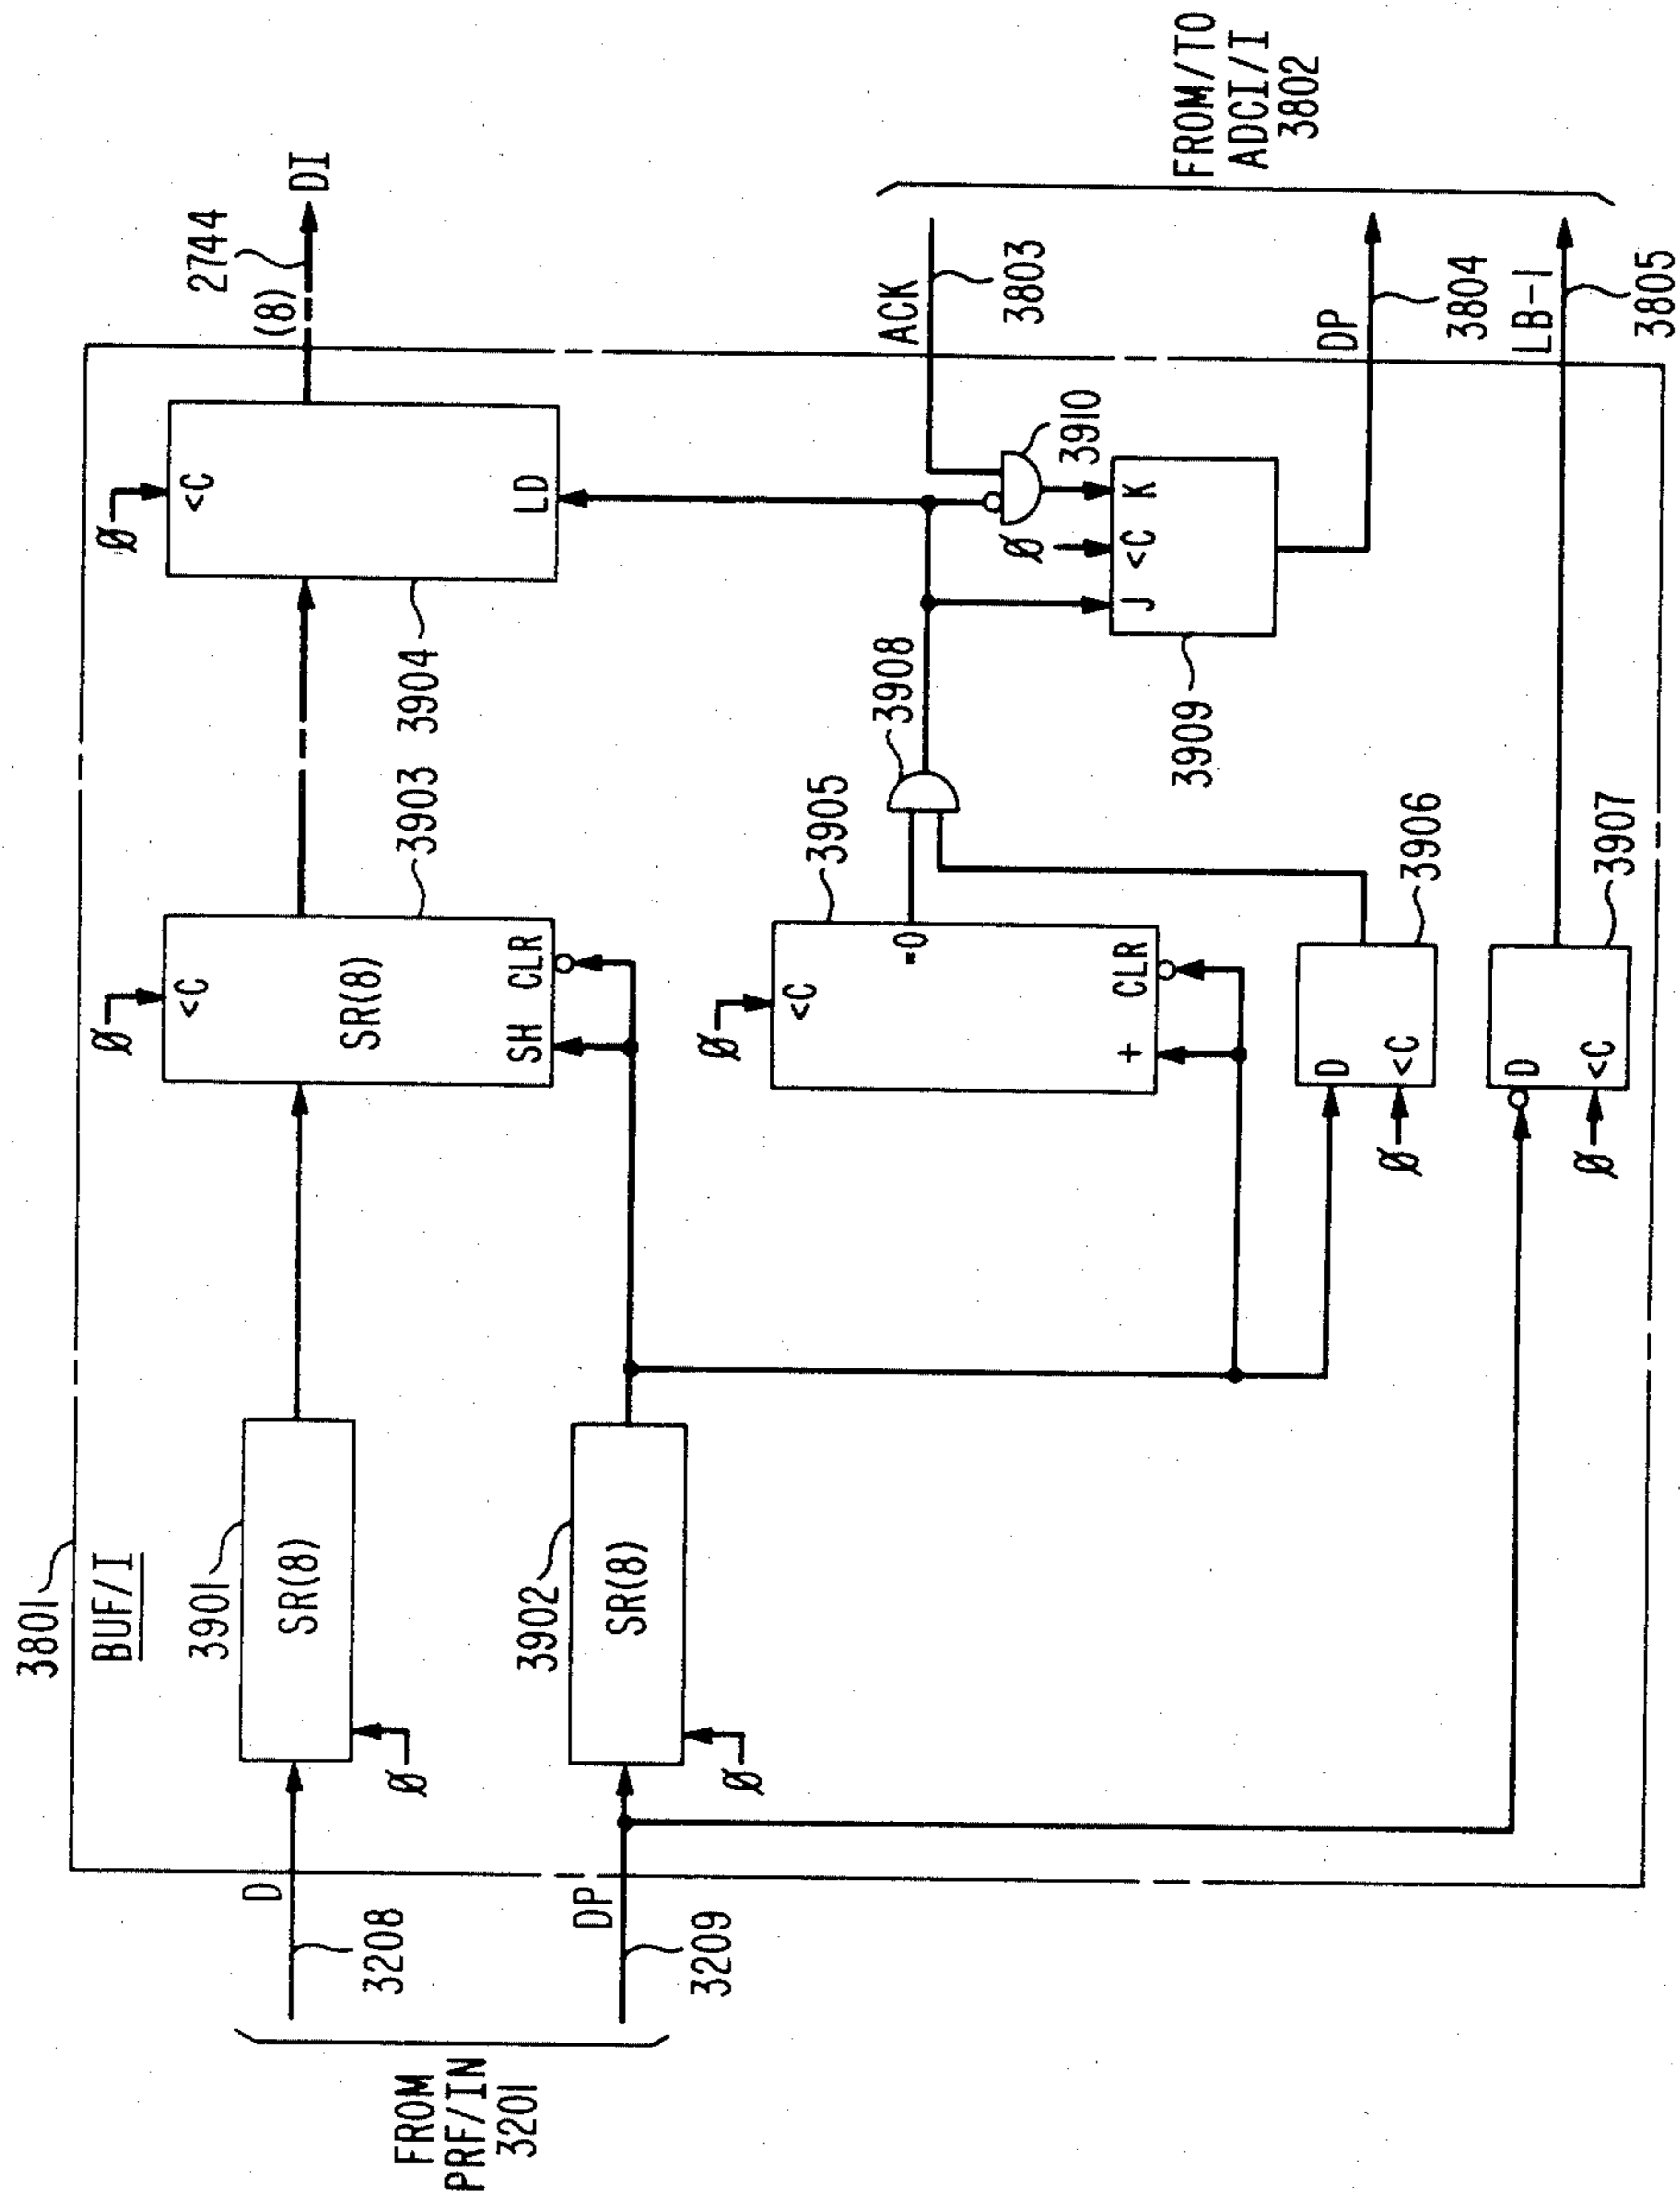 3801
BUF/I
FROM
PRF/IN
3201
D
3208
DP
3209
3901
SR(8)
Ø
3902
SR(8)
Ø
Ø
<C
SR(8)
SH CLR
3903
Ø
<C
LD
3904
(8)
2744
DI
Ø
<C
=0
+ CLR
3905
3908
D
<C
Ø
3906
D
<C
Ø
3907
Ø
J <C K
3909
3910
ACK
3803
DP
3804
LB-1
3805
FROM/TO
ADCI/I
3802